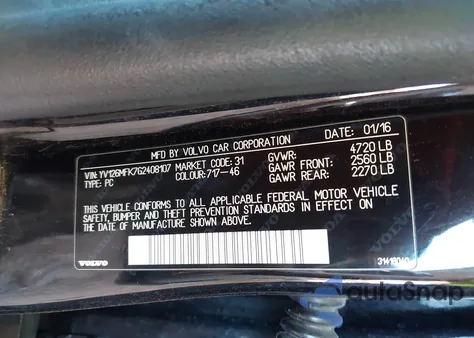 MFD BY VOLVO CAR CORPORATION DATE: 01/16
VIN: YV126MFK7G2408107 MARKET CODE: 31 GVWR: 4720 LB
TYPE: PC COLOUR: 717-46 GAWR FRONT: 2560 LB
GAWR REAR: 2270 LB
THIS VEHICLE CONFORMS TO ALL APPLICABLE FEDERAL MOTOR VEHICLE
SAFETY, BUMPER AND THEFT PREVENTION STANDARDS IN EFFECT ON
THE DATE OF MANUFACTURE SHOWN ABOVE.
VOLVO
31418040
autoSnap